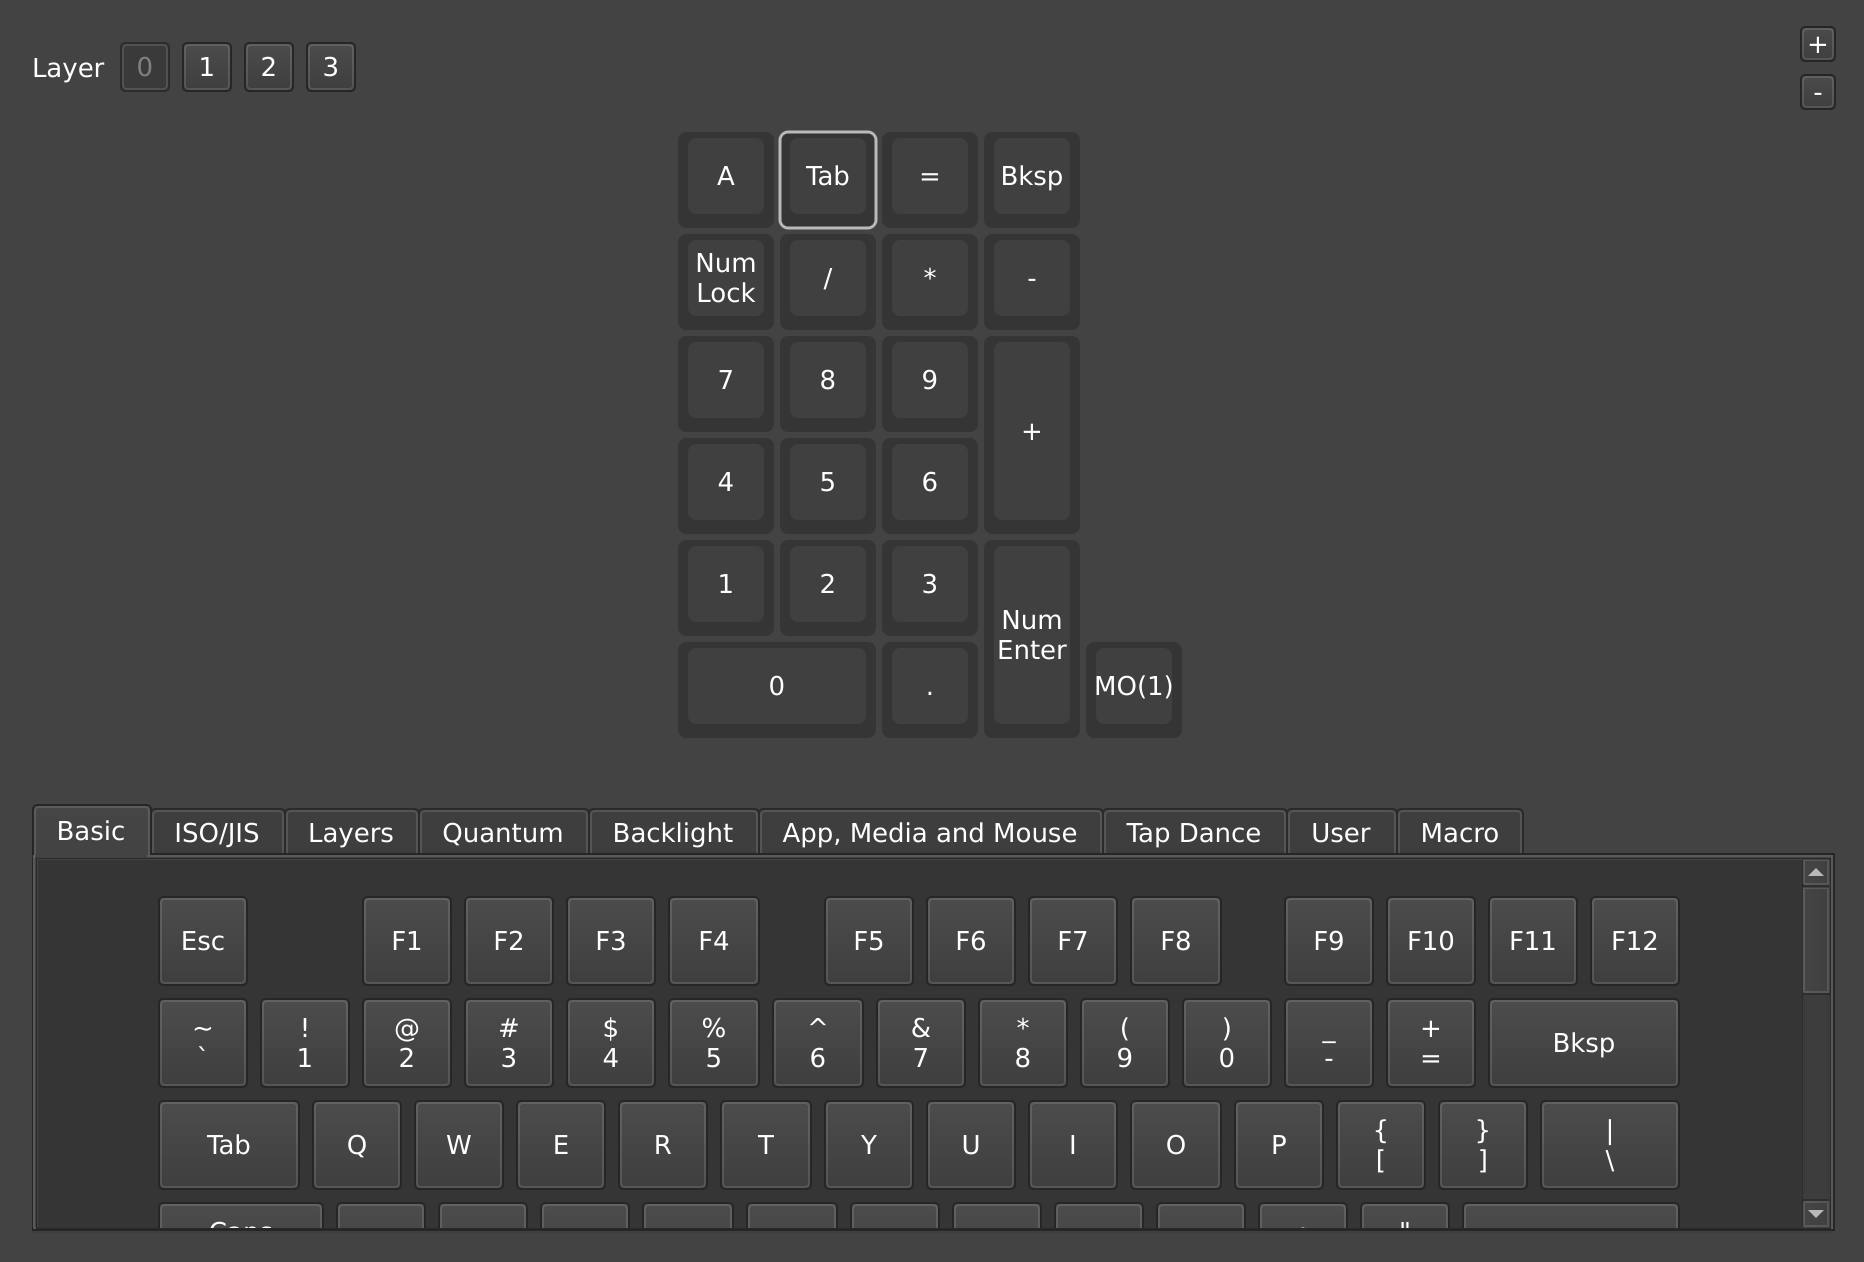 Layer 0 1 2 3
+
-
A Tab = Bksp
Num
Lock
/ * -
7 8 9
+
4 5 6
1 2 3
Num
Enter
0 . MO(1)
Basic ISO/JIS Layers Quantum Backlight App, Media and Mouse Tap Dance User Macro
Esc F1 F2 F3 F4 F5 F6 F7 F8 F9 F10 F11 F12
~ ! @ # $ % ^ & * ( ) _ +
` 1 2 3 4 5 6 7 8 9 0 - =
Bksp
Tab Q W E R T Y U I O P
{ } |
[ ] \
Caps "